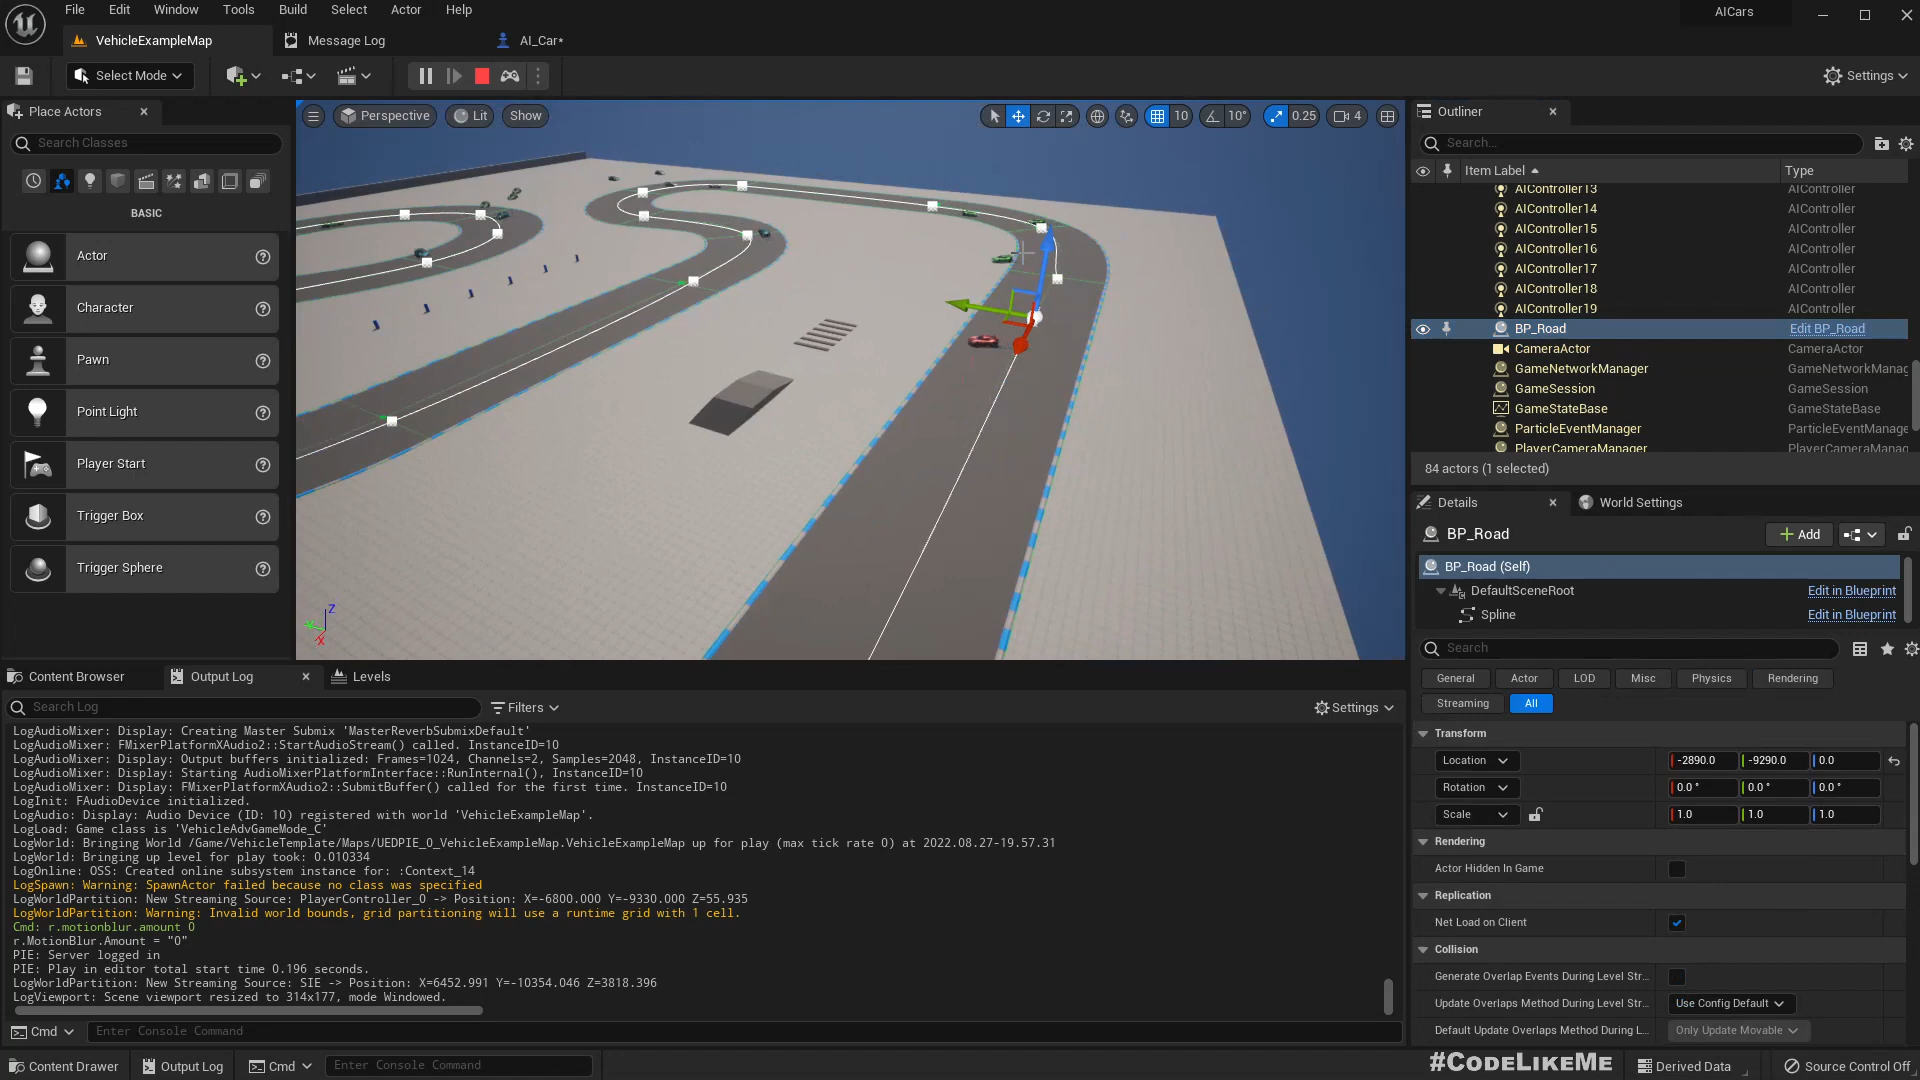 File Edit Window Tools Build Select Actor Help
AICars
VehicleExampleMap
Message Log
AI_Car*
Select Mode
Settings
Place Actors
Search Classes
BASIC
Actor
Character
Pawn
Point Light
Player Start
Trigger Box
Trigger Sphere
Perspective
Lit
Show
10
10°
0.25
4
Z
Y
X
Outliner
Search...
Item Label
Type
AIController13 AIController
AIController14 AIController
AIController15 AIController
AIController16 AIController
AIController17 AIController
AIController18 AIController
AIController19 AIController
BP_Road Edit BP_Road
CameraActor CameraActor
GameNetworkManager GameNetworkManag
GameSession GameSession
GameStateBase GameStateBase
ParticleEventManager ParticleEventManage
PlayerCameraManager PlayerCameraManag
84 actors (1 selected)
Details
World Settings
BP_Road
Add
BP_Road (Self)
DefaultSceneRoot Edit in Blueprint
Spline Edit in Blueprint
Search
General Actor LOD Misc Physics Rendering
Streaming All
Transform
Location -2890.0 -9290.0 0.0
Rotation 0.0 ° 0.0 ° 0.0 °
Scale 1.0 1.0 1.0
Rendering
Actor Hidden In Game
Replication
Net Load on Client
Collision
Generate Overlap Events During Level Str...
Update Overlaps Method During Level Str... Use Config Default
Default Update Overlaps Method During L... Only Update Movable
Content Browser
Output Log
Levels
Search Log
Filters
Settings
LogAudioMixer: Display: Creating Master Submix 'MasterReverbSubmixDefault'
LogAudioMixer: FMixerPlatformXAudio2::StartAudioStream() called. InstanceID=10
LogAudioMixer: Display: Output buffers initialized: Frames=1024, Channels=2, Samples=2048, InstanceID=10
LogAudioMixer: Display: Starting AudioMixerPlatformInterface::RunInternal(), InstanceID=10
LogAudioMixer: Display: FMixerPlatformXAudio2::SubmitBuffer() called for the first time. InstanceID=10
LogInit: FAudioDevice initialized.
LogAudio: Display: Audio Device (ID: 10) registered with world 'VehicleExampleMap'.
LogLoad: Game class is 'VehicleAdvGameMode_C'
LogWorld: Bringing World /Game/VehicleTemplate/Maps/UEDPIE_0_VehicleExampleMap.VehicleExampleMap up for play (max tick rate 0) at 2022.08.27-19.57.31
LogWorld: Bringing up level for play took: 0.010334
LogOnline: OSS: Created online subsystem instance for: :Context_14
LogSpawn: Warning: SpawnActor failed because no class was specified
LogWorldPartition: New Streaming Source: PlayerController_0 -> Position: X=-6800.000 Y=-9330.000 Z=55.935
LogWorldPartition: Warning: Invalid world bounds, grid partitioning will use a runtime grid with 1 cell.
Cmd: r.motionblur.amount 0
r.MotionBlur.Amount = "0"
PIE: Server logged in
PIE: Play in editor total start time 0.196 seconds.
LogWorldPartition: New Streaming Source: SIE -> Position: X=6452.991 Y=-10354.046 Z=3818.396
LogViewport: Scene viewport resized to 314x177, mode Windowed.
Cmd
Enter Console Command
Content Drawer
Output Log
Cmd
Enter Console Command
#CODELIKEME
Derived Data
Source Control Off